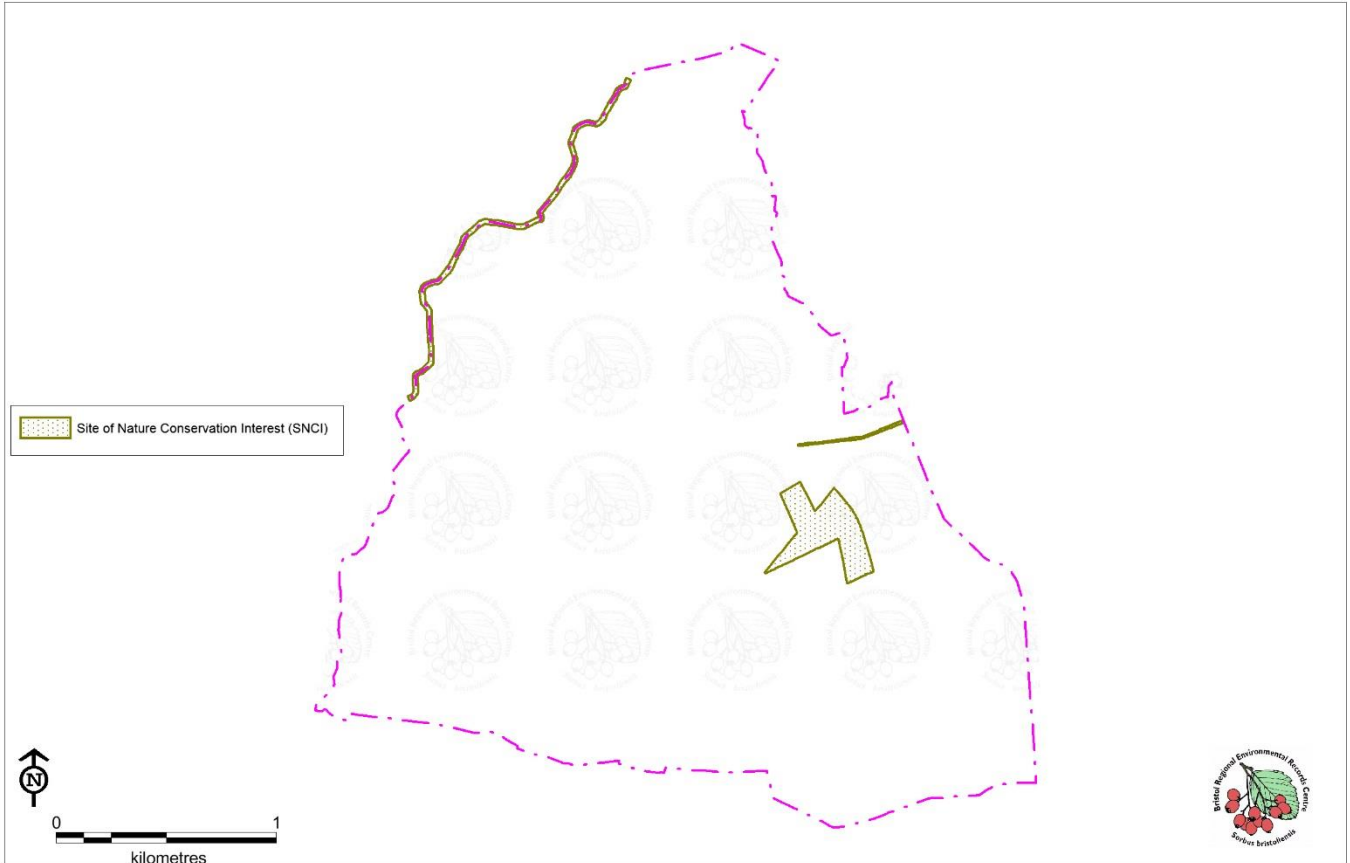 Site of Nature Conservation Interest (SNCI)
N
0 1
kilometres
Bristol Regional Environmental Records Centre
Sorbus bristoliensis